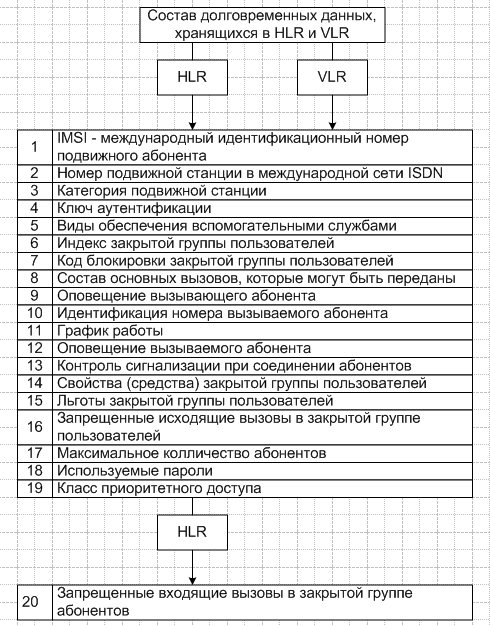 Состав долговременных данных,
хранящихся в HLR и VLR
HLR
VLR
1
IMSI - международный идентификационный номер
подвижного абонента
2 Номер подвижной станции в международной сети ISDN
3 Категория подвижной станции
4 Ключ аутентификации
5 Виды обеспечения вспомогательными службами
6 Индекс закрытой группы пользователей
7 Код блокировки закрытой группы пользователей
8 Состав основных вызовов, которые могут быть переданы
9 Оповещение вызывающего абонента
10 Идентификация номера вызываемого абонента
11 График работы
12 Оповещение вызываемого абонента
13 Контроль сигнализации при соединении абонентов
14 Свойства (средства) закрытой группы пользователей
15 Льготы закрытой группы пользователей
16
Запрещенные исходящие вызовы в закрытой группе
пользователей
17 Максимальное колличество абонентов
18 Используемые пароли
19 Класс приоритетного доступа
HLR
20
Запрещенные входящие вызовы в закрытой группе
абонентов